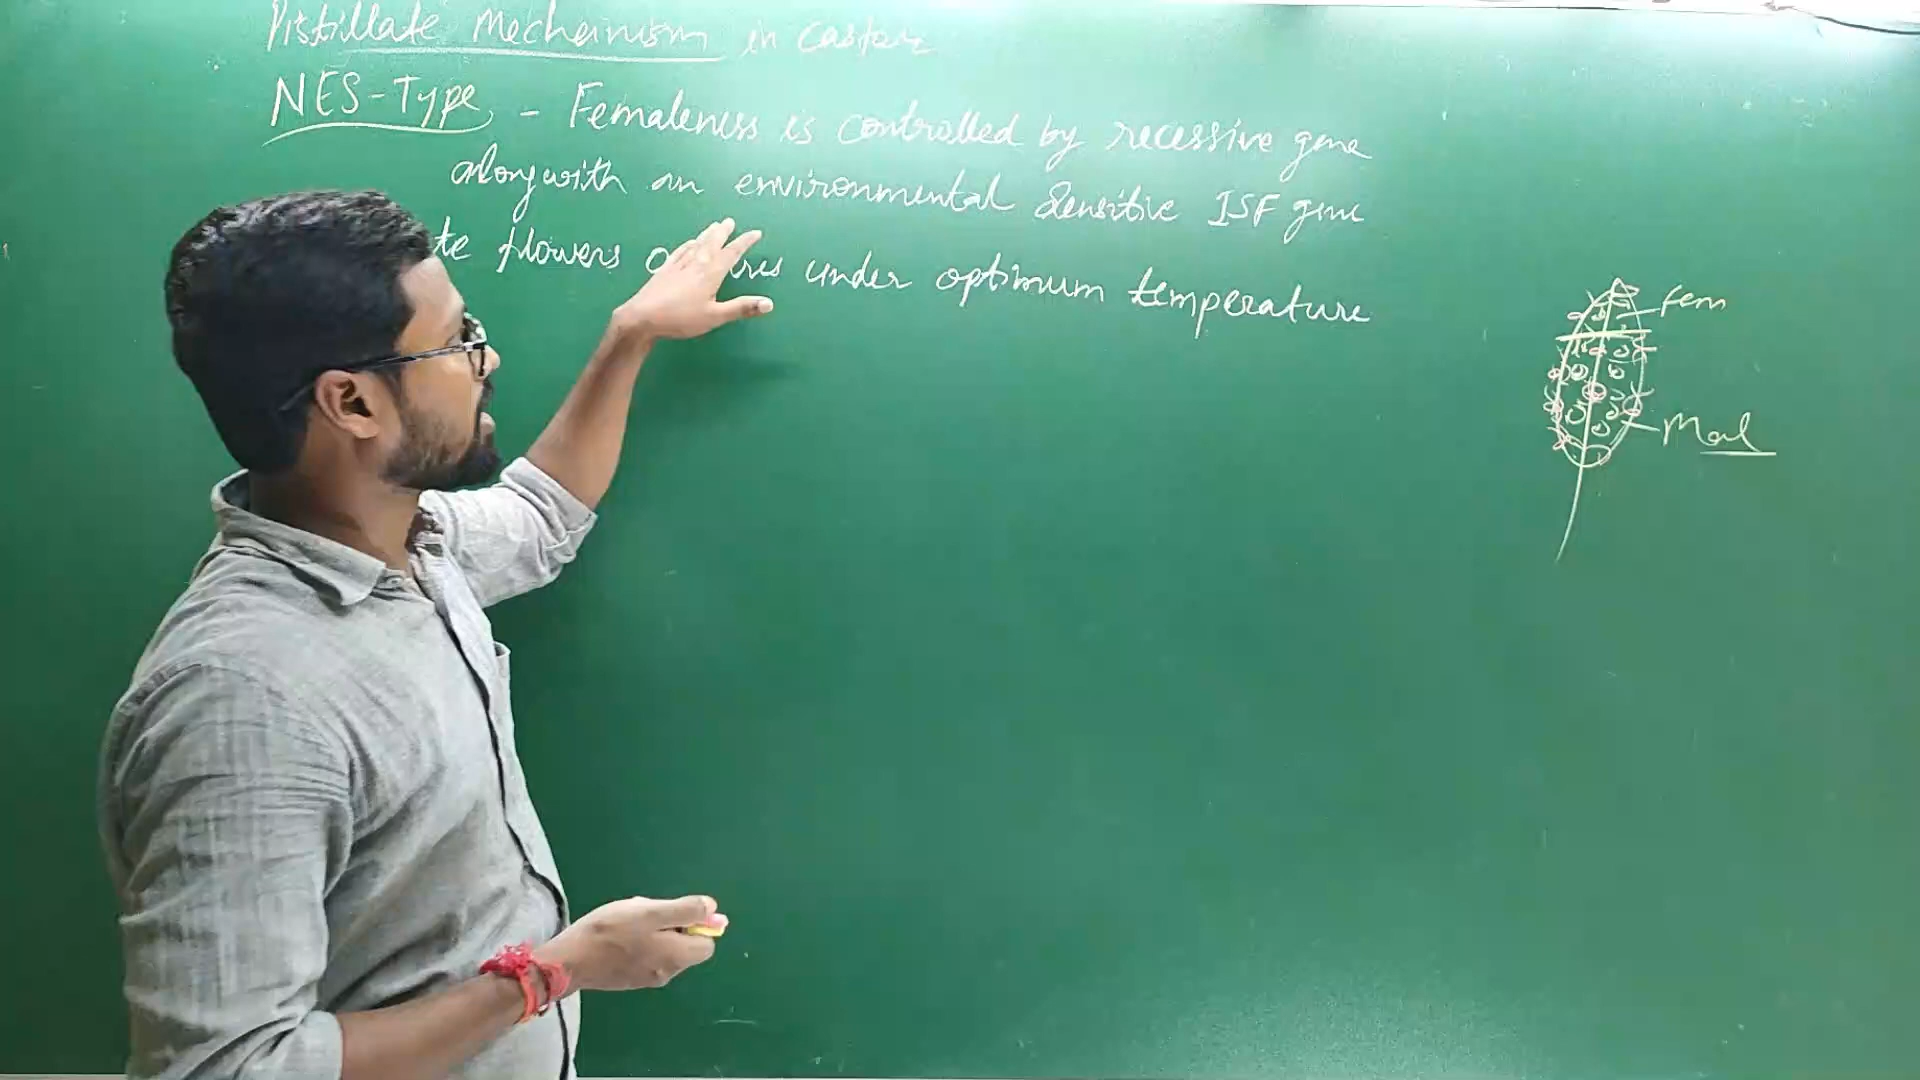 Pistillate Mechanism in castor
NES-Type - Femaleness is controlled by recessive gene
alongwith an environmental sensitive ISF gene
te flowers under optimum temperature
Fem
Mal